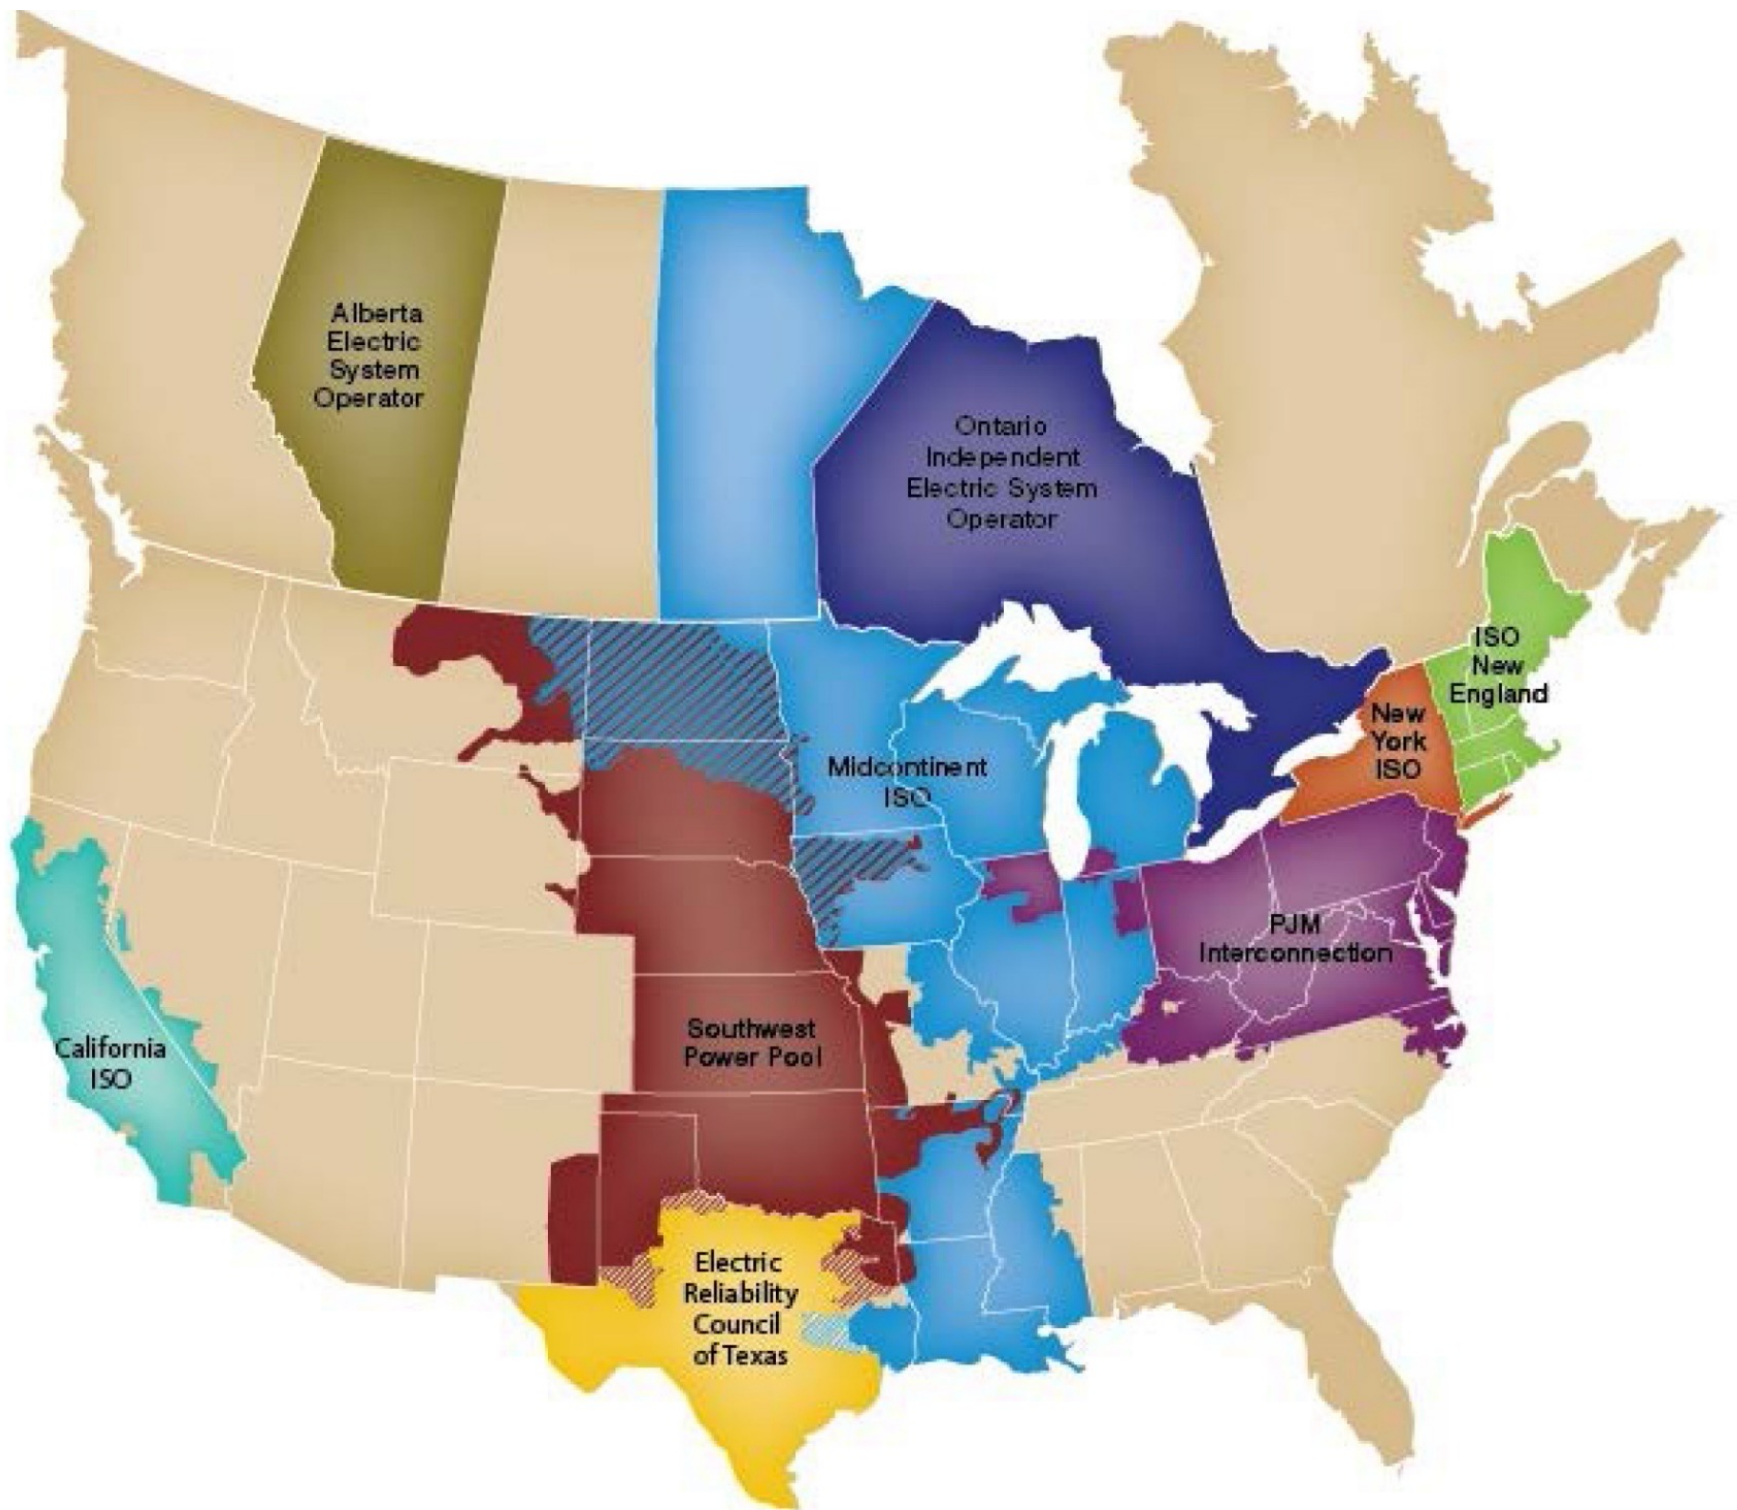 Alberta
Electric
System
Operator
Ontario
Independent
Electric System
Operator
ISO
New
England
New
York
ISO
Midcontinent
ISO
PJM
Interconnection
Southwest
Power Pool
California
ISO
Electric
Reliability
Council
of Texas